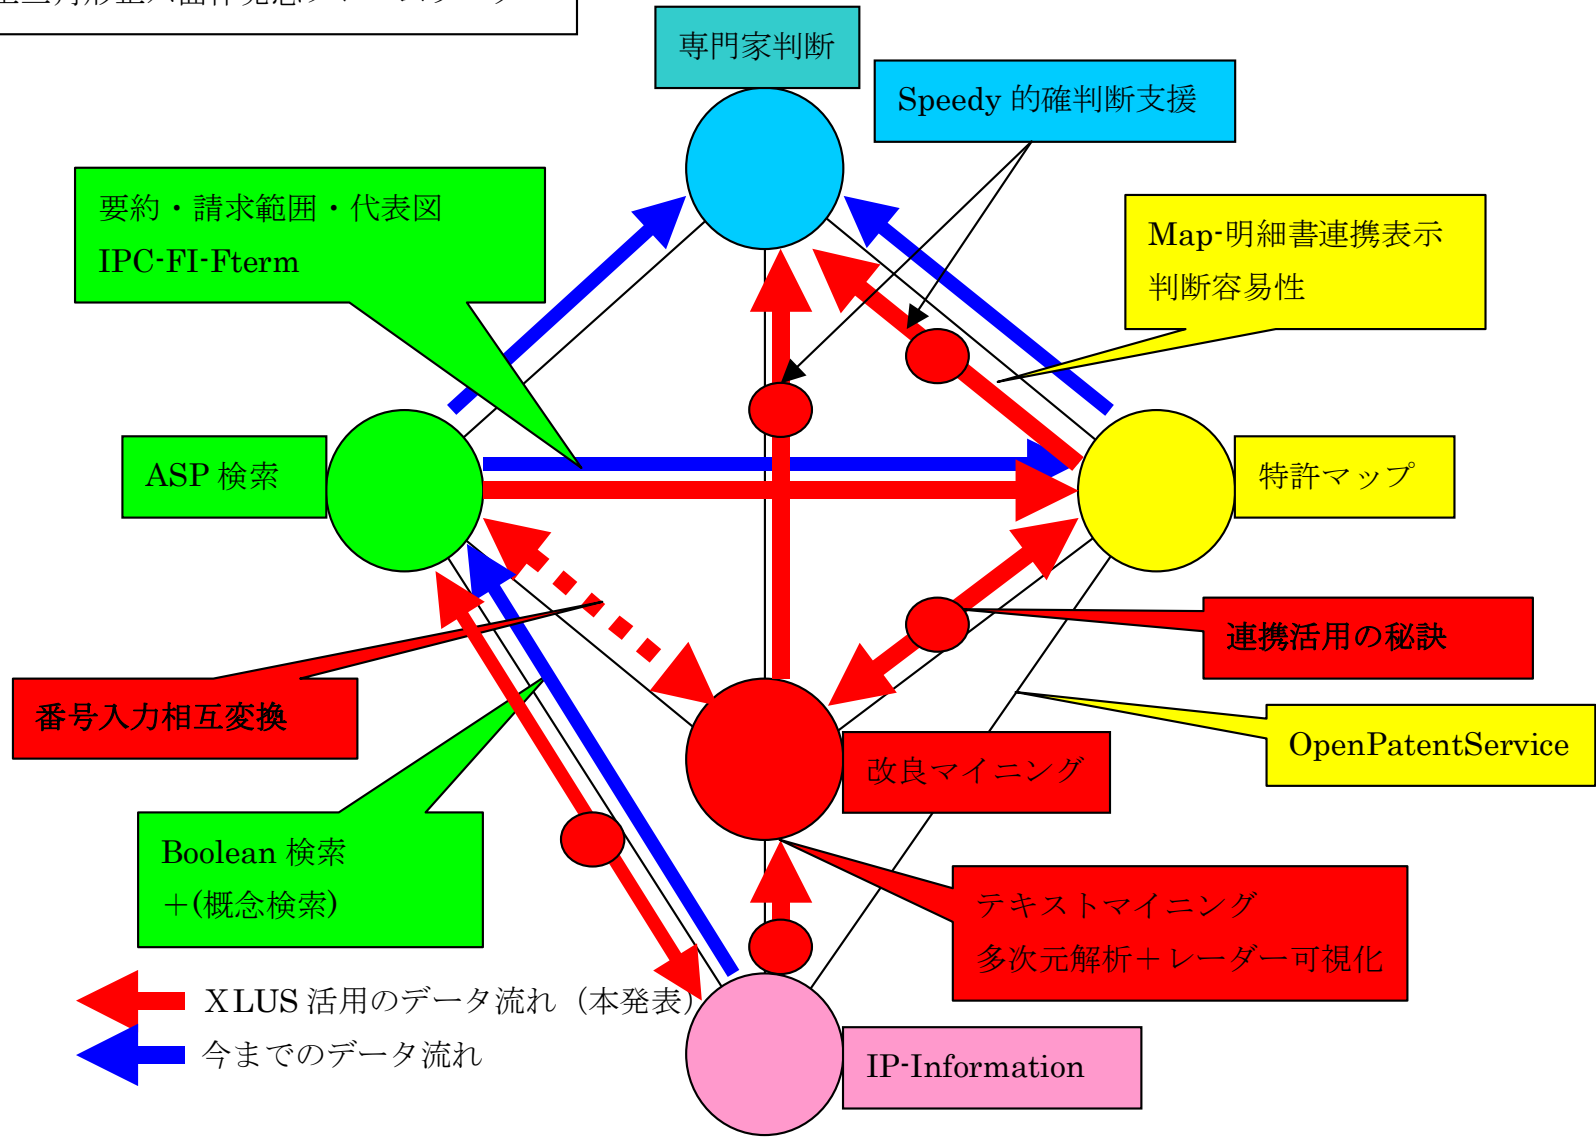 専門家判断
Speedy 的確判断支援
要約・請求範囲・代表図
IPC-FI-Fterm
Map-明細書連携表示
判断容易性
ASP 検索
特許マップ
連携活用の秘訣
番号入力相互変換
OpenPatentService
改良マイニング
Boolean 検索
＋(概念検索)
テキストマイニング
多次元解析＋レーダー可視化
ＸLUS 活用のデータ流れ（本発表）
今までのデータ流れ
IP-Information